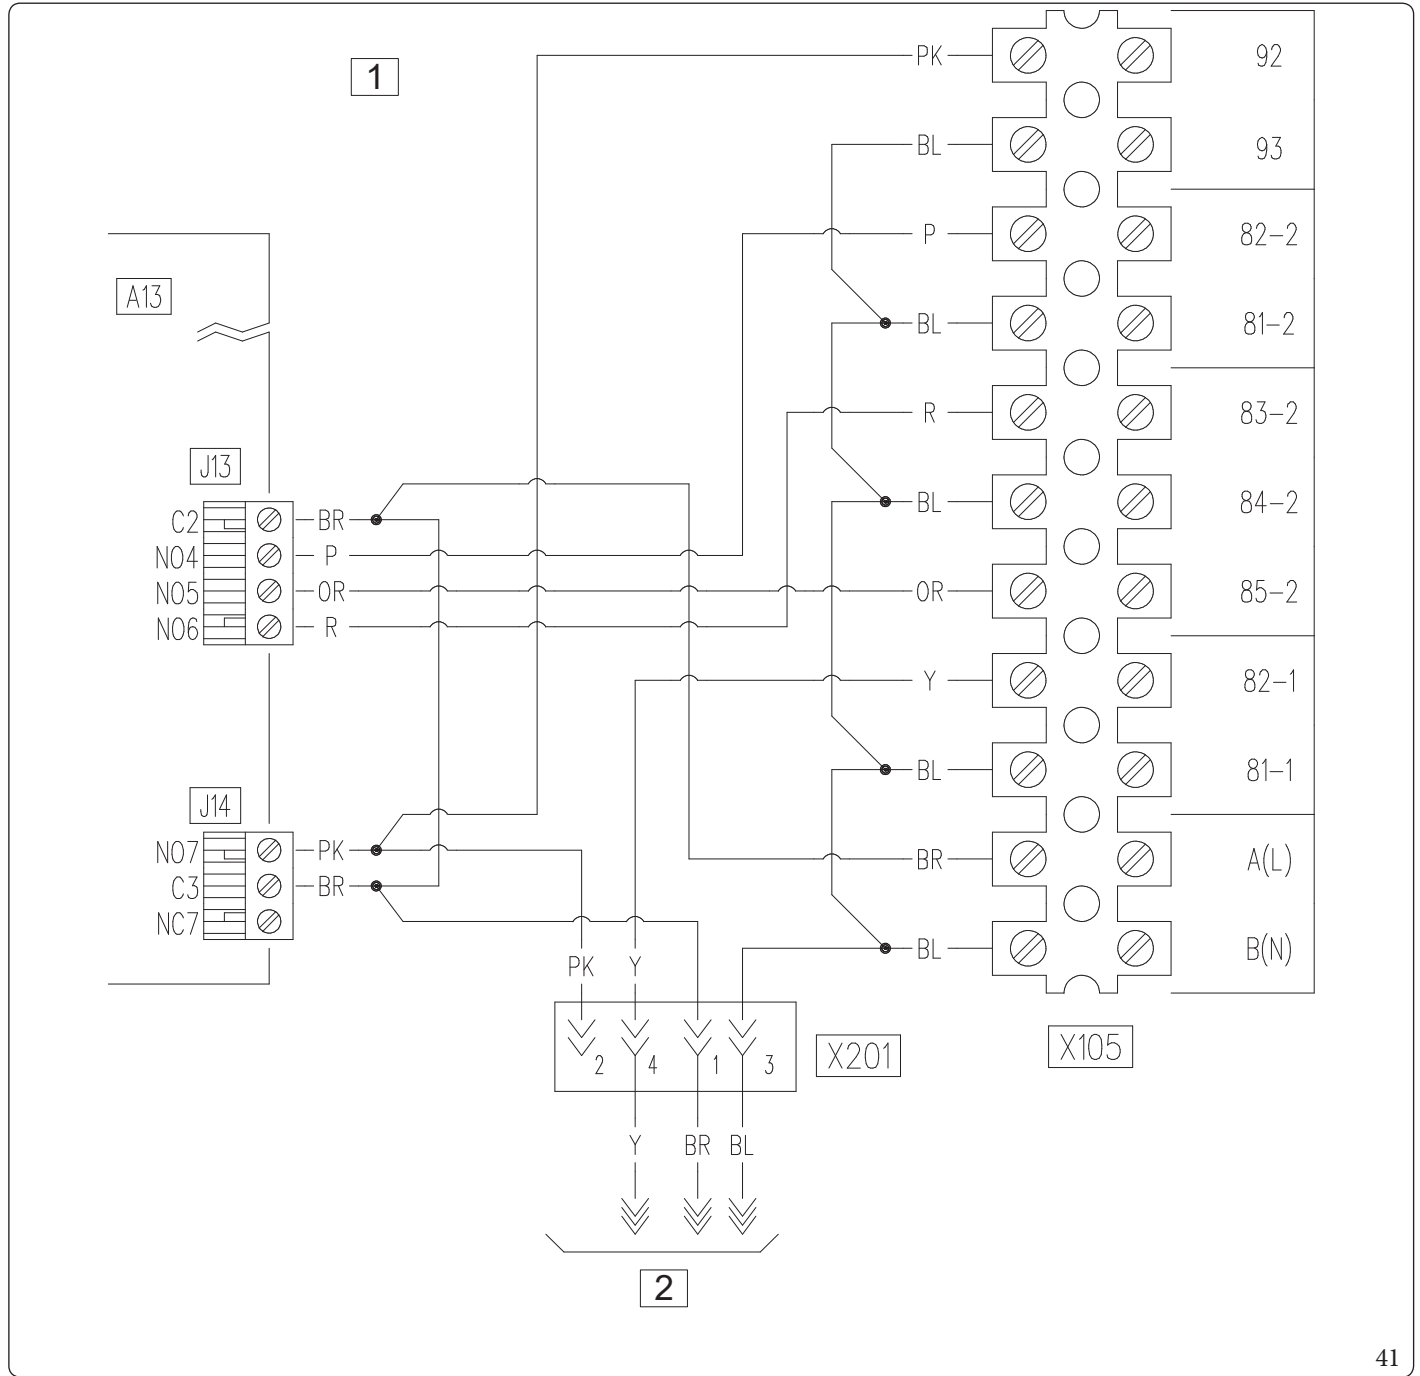 1
PK
92
BL
93
P
82-2
A13
BL
81-2
R
83-2
J13
BL
84-2
C2
BR
NO4
P
NO5
OR
OR
85-2
NO6
R
Y
82-1
BL
81-1
J14
NO7
PK
BR
A(L)
C3
BR
NC7
BL
B(N)
PK
Y
2
4
1
3
X201
X105
Y
BR
BL
2
41